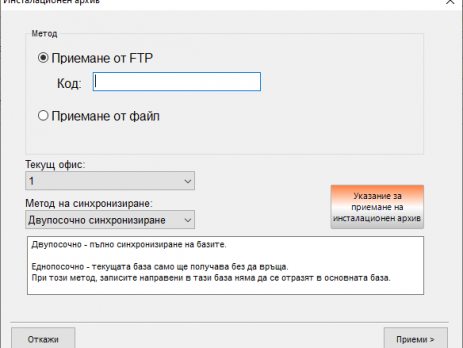 Инсталационен архив
Метод
Приемане от FTP
Код:
Приемане от файл
Текущ офис:
1
Метод на синхронизиране:
Двупосочно синхронизиране
Указание за
приемане на
инсталационен архив
Двупосочно - пълно синхронизиране на базите.
Еднопосочно - текущата база само ще получава без да връща.
При този метод, записите направени в тази база няма да се отразят в основната база.
Откажи
Приеми >